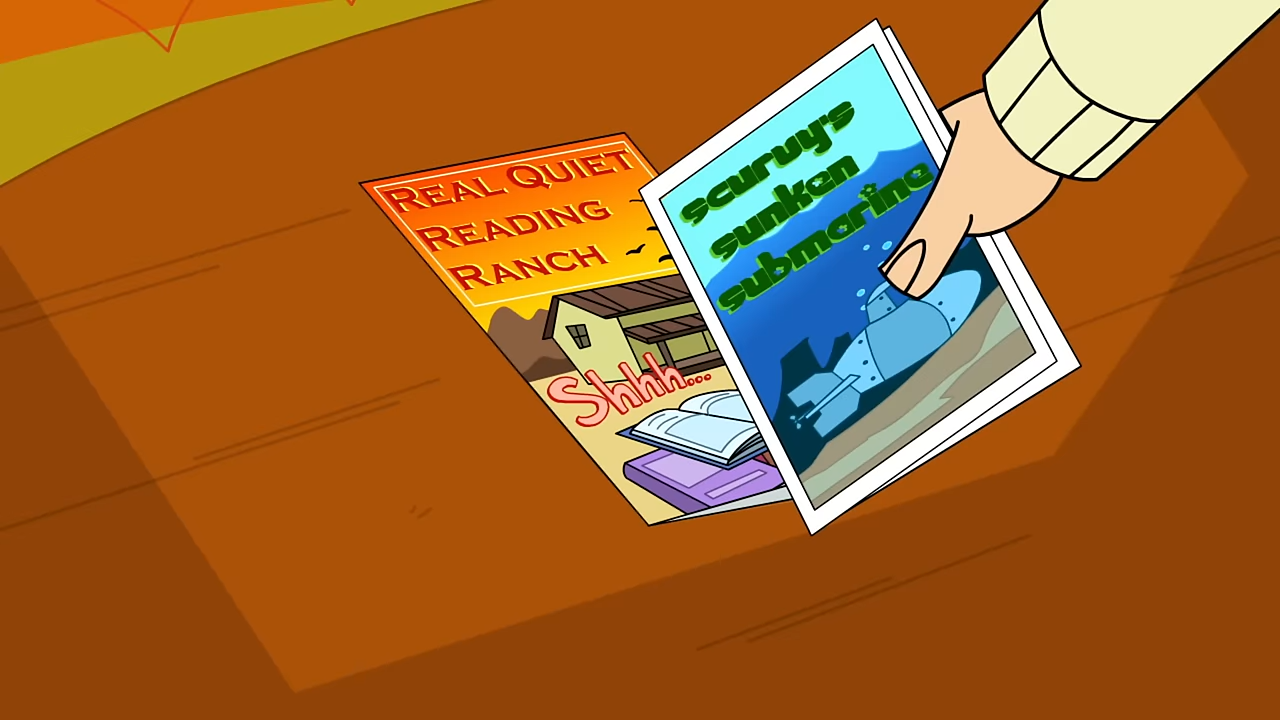 REAL QUIET
READING
RANCH
Shhh...
scurvy's
sunken
submarine